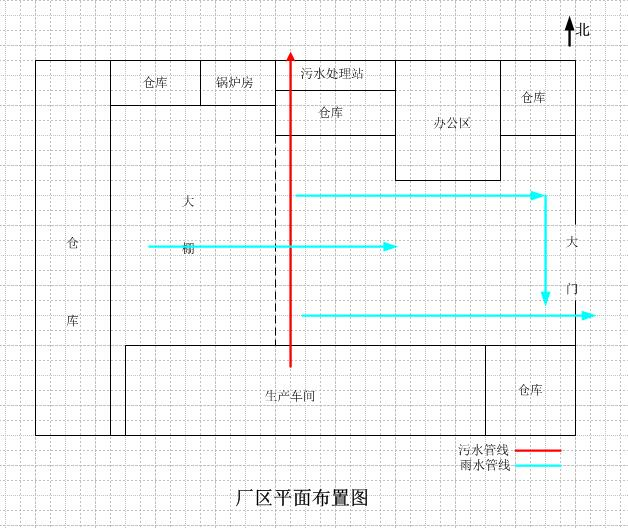 北
仓库
锅炉房
污水处理站
仓库
办公区
仓库
大
棚
仓
库
大
门
生产车间
仓库
污水管线
雨水管线
厂区平面布置图